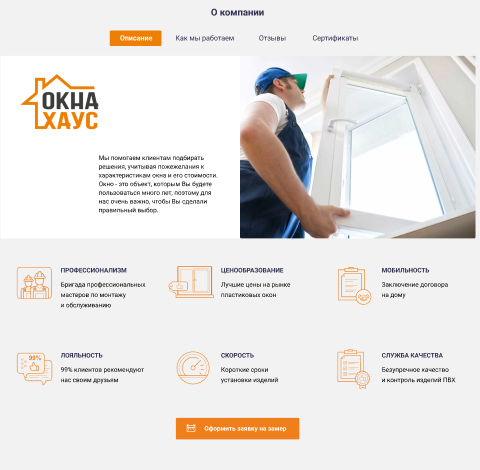 О компании
Описание
Как мы работаем
Отзывы
Сертификаты
ОКНА
ХАУС
Мы помогаем клиентам подбирать
решения, учитывая пожежелания к
характеристикам окна и его стоимости.
Окно - это объект, которым Вы будете
пользоваться много лет, поэтому для
нас очень важно, чтобы Вы сделали
правильный выбор.
ПРОФЕССИОНАЛИЗМ
Бригада профессиональных
мастеров по монтажу
и обслуживанию
ЦЕНООБРАЗОВАНИЕ
Лучшие цены на рынке
пластиковых окон
МОБИЛЬНОСТЬ
Заключение договора
на дому
99%
ЛОЯЛЬНОСТЬ
99% клиентов рекомендуют
нас своим друзьям
СКОРОСТЬ
Короткие сроки
установки изделий
СЛУЖБА КАЧЕСТВА
Безупречное качество
и контроль изделий ПВХ
Оформить заявку на замер